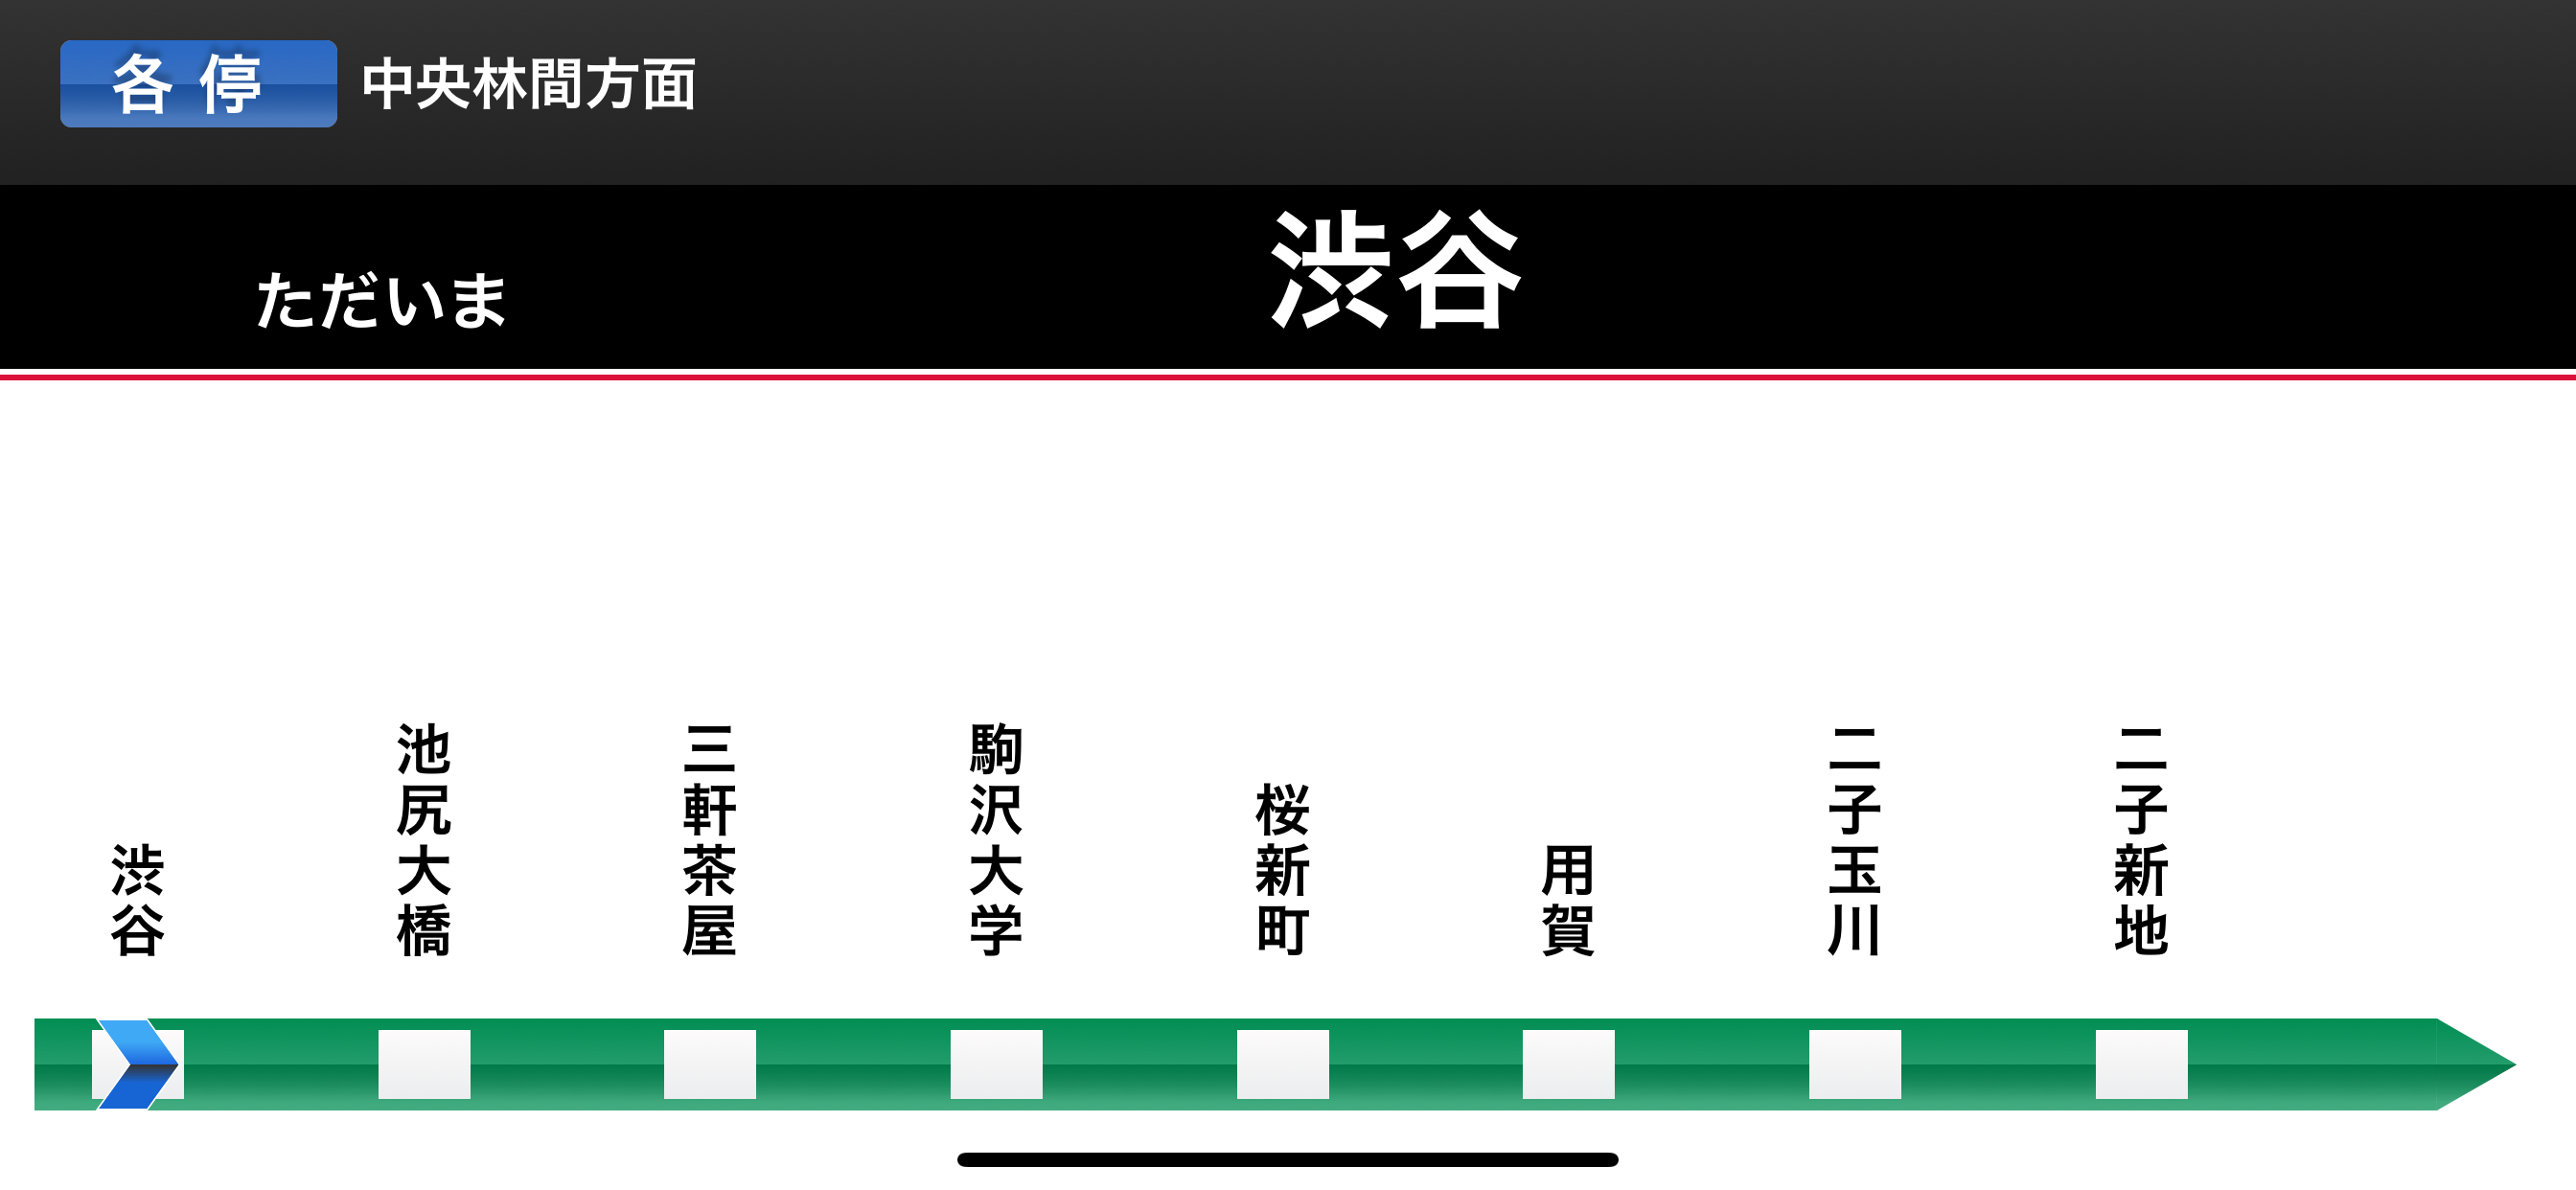 各停 中央林間方面
ただいま 渋谷
渋谷
池尻大橋
三軒茶屋
駒沢大学
桜新町
用賀
二子玉川
二子新地